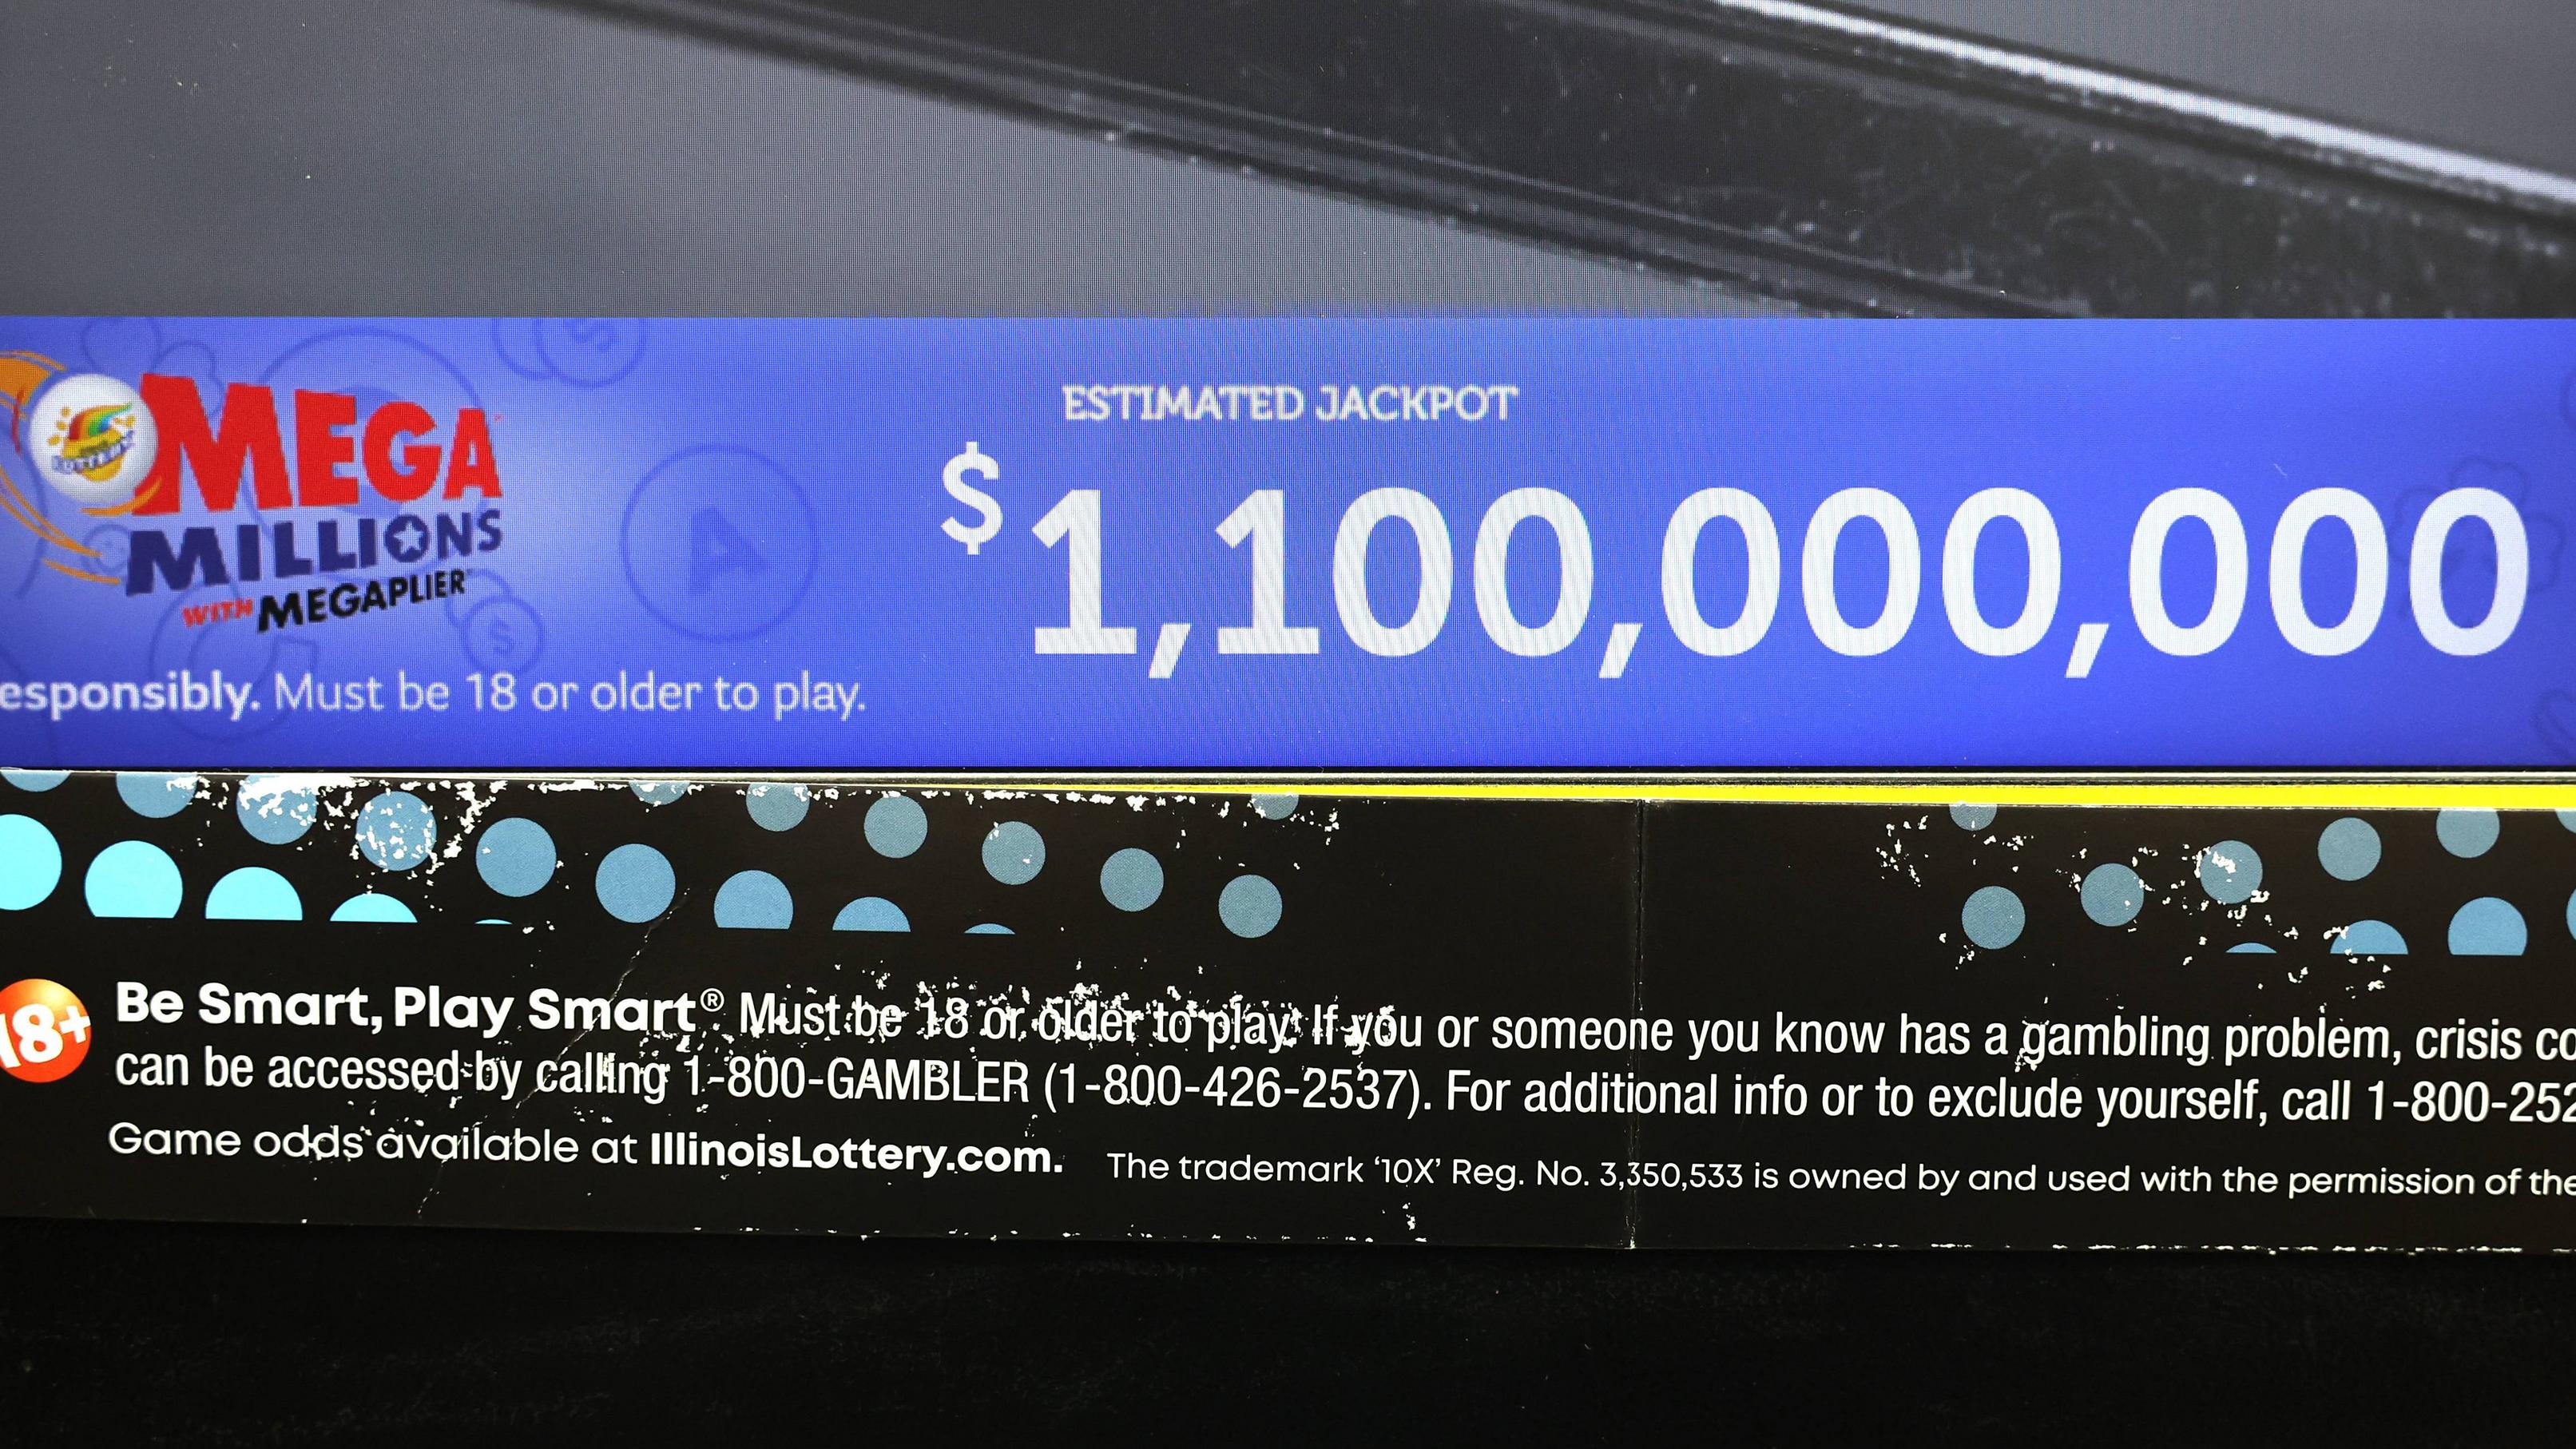 MEGA
MILLIONS
WITH MEGAPLIER
ESTIMATED JACKPOT
$1,100,000,000
esponsibly. Must be 18 or older to play.
18+
Be Smart, Play Smart® Must be 18 or older to play. If you or someone you know has a gambling problem, crisis co
can be accessed by calling 1-800-GAMBLER (1-800-426-2537). For additional info or to exclude yourself, call 1-800-252
Game odds available at IllinoisLottery.com. The trademark ‘10X’ Reg. No. 3,350,533 is owned by and used with the permission of the